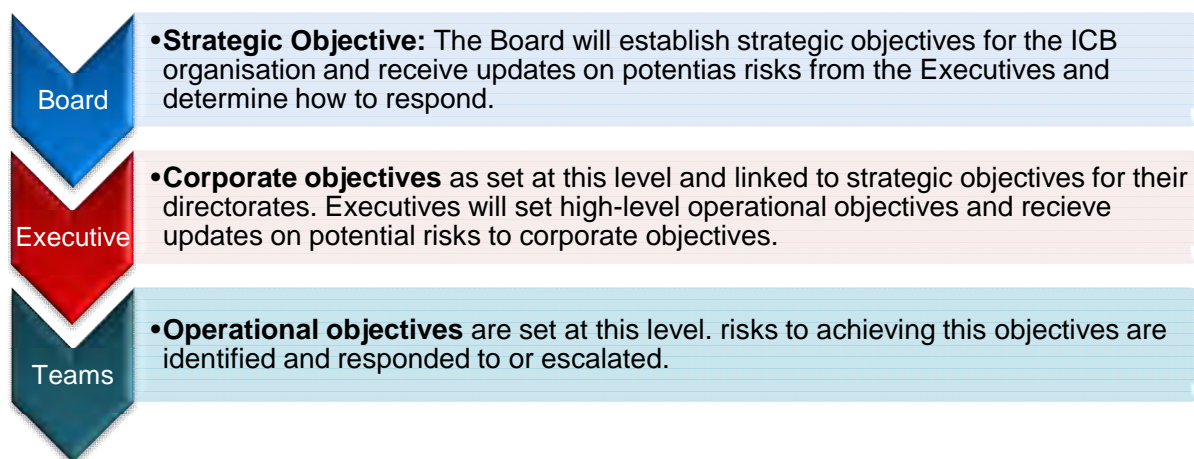 Board
•Strategic Objective: The Board will establish strategic objectives for the ICB
organisation and receive updates on potentias risks from the Executives and
determine how to respond.
Executive
•Corporate objectives as set at this level and linked to strategic objectives for their
directorates. Executives will set high-level operational objectives and recieve
updates on potential risks to corporate objectives.
Teams
•Operational objectives are set at this level. risks to achieving this objectives are
identified and responded to or escalated.